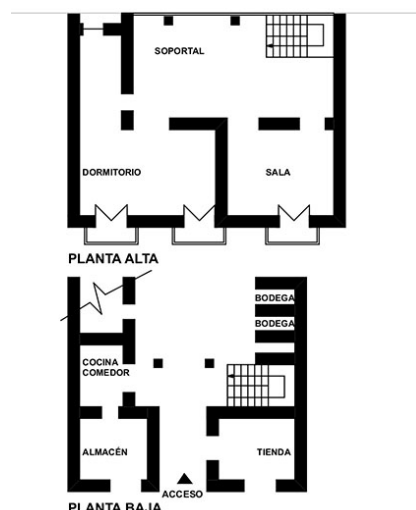 SOPORTAL
DORMITORIO
SALA
PLANTA ALTA
BODEGA
BODEGA
COCINA
COMEDOR
ALMACÉN
TIENDA
ACCESO
PLANTA BAJA